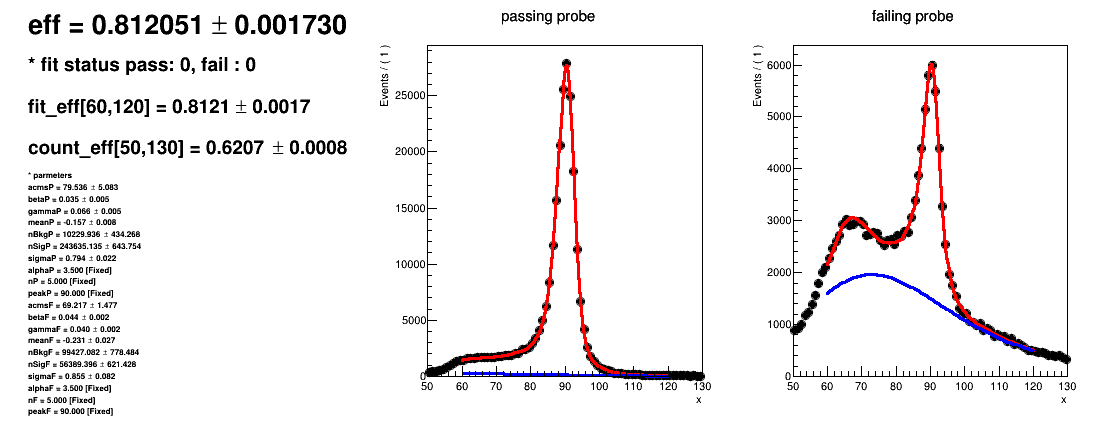 eff = 0.812051 ± 0.001730
* fit status pass: 0, fail : 0
fit_eff[60,120] = 0.8121 ± 0.0017
count_eff[50,130] = 0.6207 ± 0.0008
* parmeters
acmsP = 79.536 ± 5.083
betaP = 0.035 ± 0.005
gammaP = 0.066 ± 0.005
meanP = -0.157 ± 0.008
nBkgP = 10229.936 ± 434.268
nSigP = 243635.135 ± 643.754
sigmaP = 0.794 ± 0.022
alphaP = 3.500 [Fixed]
nP = 5.000 [Fixed]
peakP = 90.000 [Fixed]
acmsF = 69.217 ± 1.477
betaF = 0.044 ± 0.002
gammaF = 0.040 ± 0.002
meanF = -0.231 ± 0.027
nBkgF = 99427.082 ± 778.484
nSigF = 56389.396 ± 621.428
sigmaF = 0.855 ± 0.082
alphaF = 3.500 [Fixed]
nF = 5.000 [Fixed]
peakF = 90.000 [Fixed]
passing probe
Events / ( 1 )
25000
20000
15000
10000
5000
0
50 60 70 80 90 100 110 120 130
x
failing probe
Events / ( 1 )
6000
5000
4000
3000
2000
1000
0
50 60 70 80 90 100 110 120 130
x